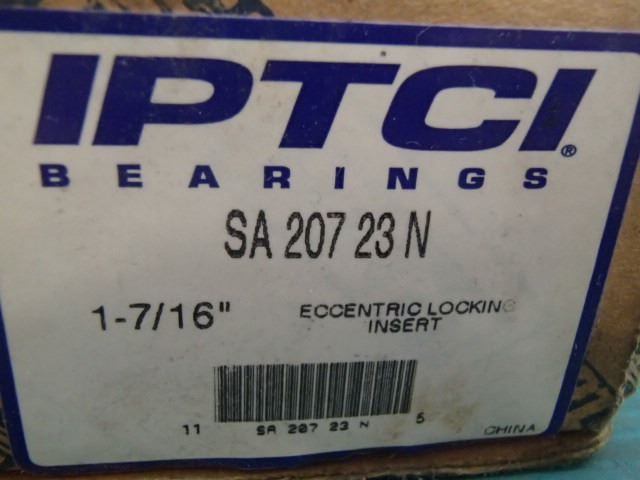 IPTCI®
BEARINGS
SA 207 23 N
1-7/16" ECCENTRIC LOCKING
INSERT
11 SA 207 23 N 5
CHINA